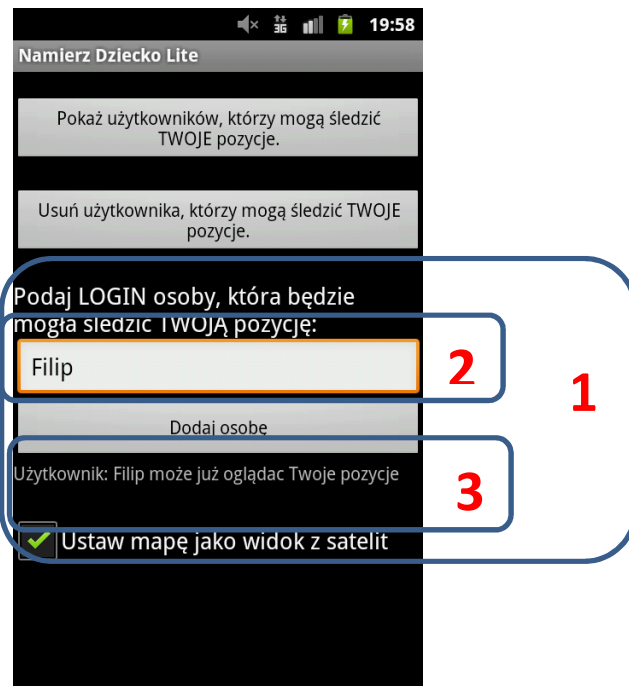 3G 19:58
Namierz Dziecko Lite
Pokaż użytkowników, którzy mogą śledzić
TWOJE pozycje.
Usuń użytkownika, którzy mogą śledzić TWOJE
pozycje.
Podaj LOGIN osoby, która będzie
mogła śledzić TWOJĄ pozycję:
Filip
2
1
Dodaj osobę
Użytkownik: Filip może już oglądac Twoje pozycje
3
Ustaw mapę jako widok z satelit